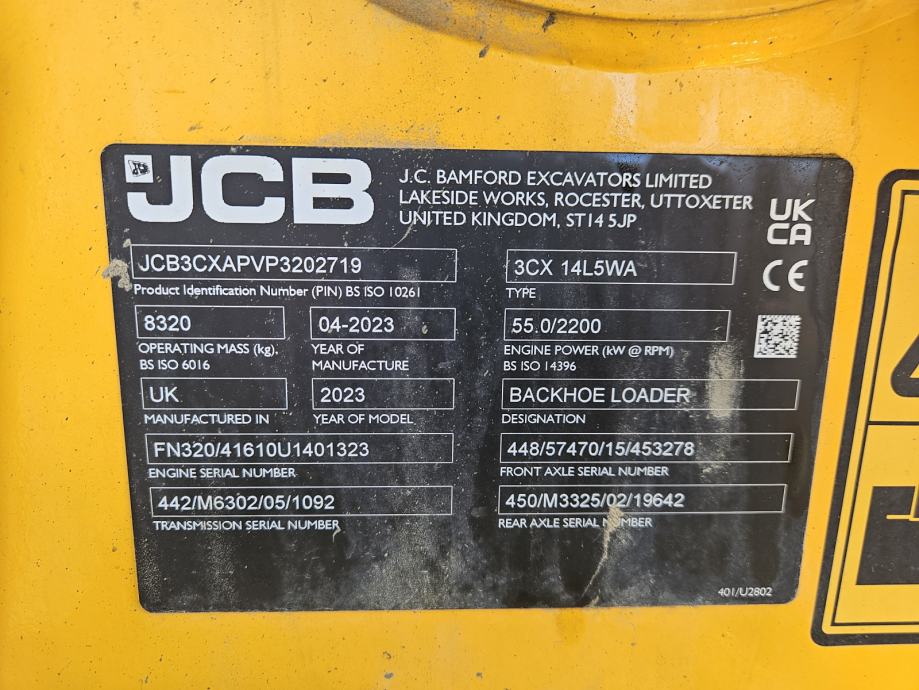 JCB
J.C. BAMFORD EXCAVATORS LIMITED
LAKESIDE WORKS, ROCESTER, UTTOXETER
UNITED KINGDOM, ST14 5JP
UK
CA
CE
JCB3CXAPVP3202719
Product Identification Number (PIN) BS ISO 10261
3CX 14L5WA
TYPE
8320
OPERATING MASS (kg).
BS ISO 6016
04-2023
YEAR OF
MANUFACTURE
55.0/2200
ENGINE POWER (kW @ RPM)
BS ISO 14396
UK
MANUFACTURED IN
2023
YEAR OF MODEL
BACKHOE LOADER
DESIGNATION
FN320/41610U1401323
ENGINE SERIAL NUMBER
448/57470/15/453278
FRONT AXLE SERIAL NUMBER
442/M6302/05/1092
TRANSMISSION SERIAL NUMBER
450/M3325/02/19642
REAR AXLE SERIAL NUMBER
401/U2802